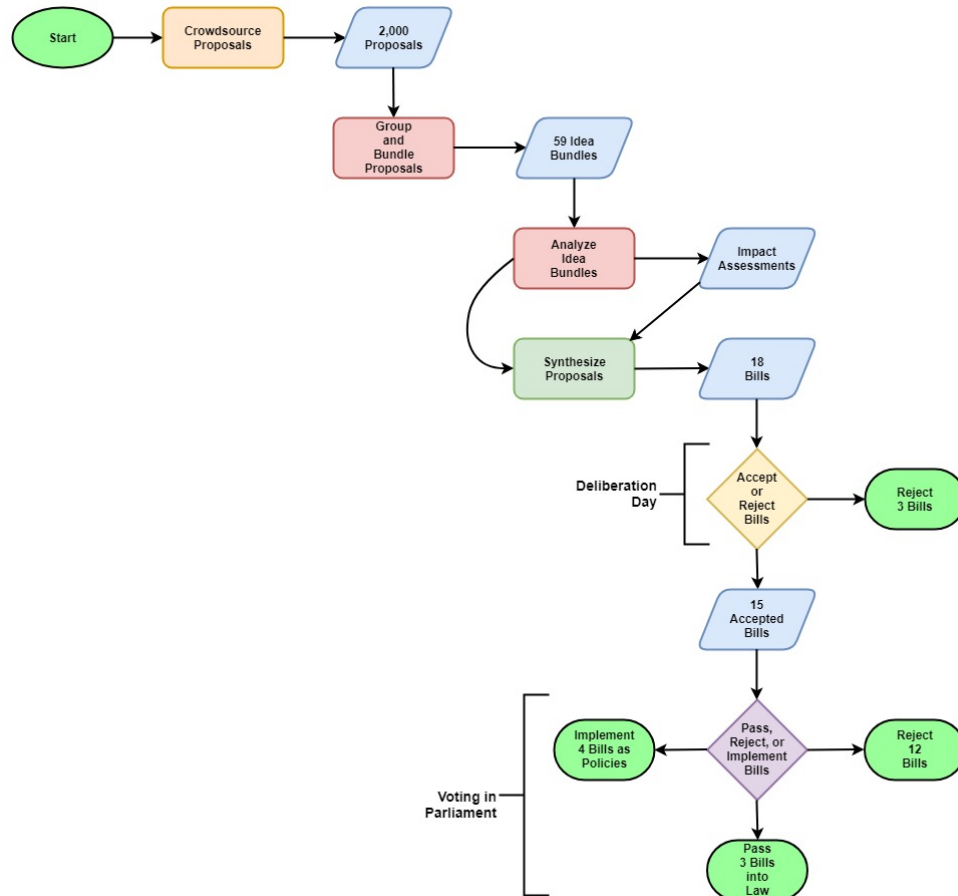 Start
Crowdsource
Proposals
2,000
Proposals
Group
and
Bundle
Proposals
59 Idea
Bundles
Analyze
Idea
Bundles
Impact
Assessments
Synthesize
Proposals
18
Bills
Deliberation
Day
Accept
or
Reject
Bills
Reject
3 Bills
15
Accepted
Bills
Voting in
Parliament
Implement
4 Bills as
Policies
Pass,
Reject, or
Implement
Bills
Reject
12
Bills
Pass
3 Bills
into
Law